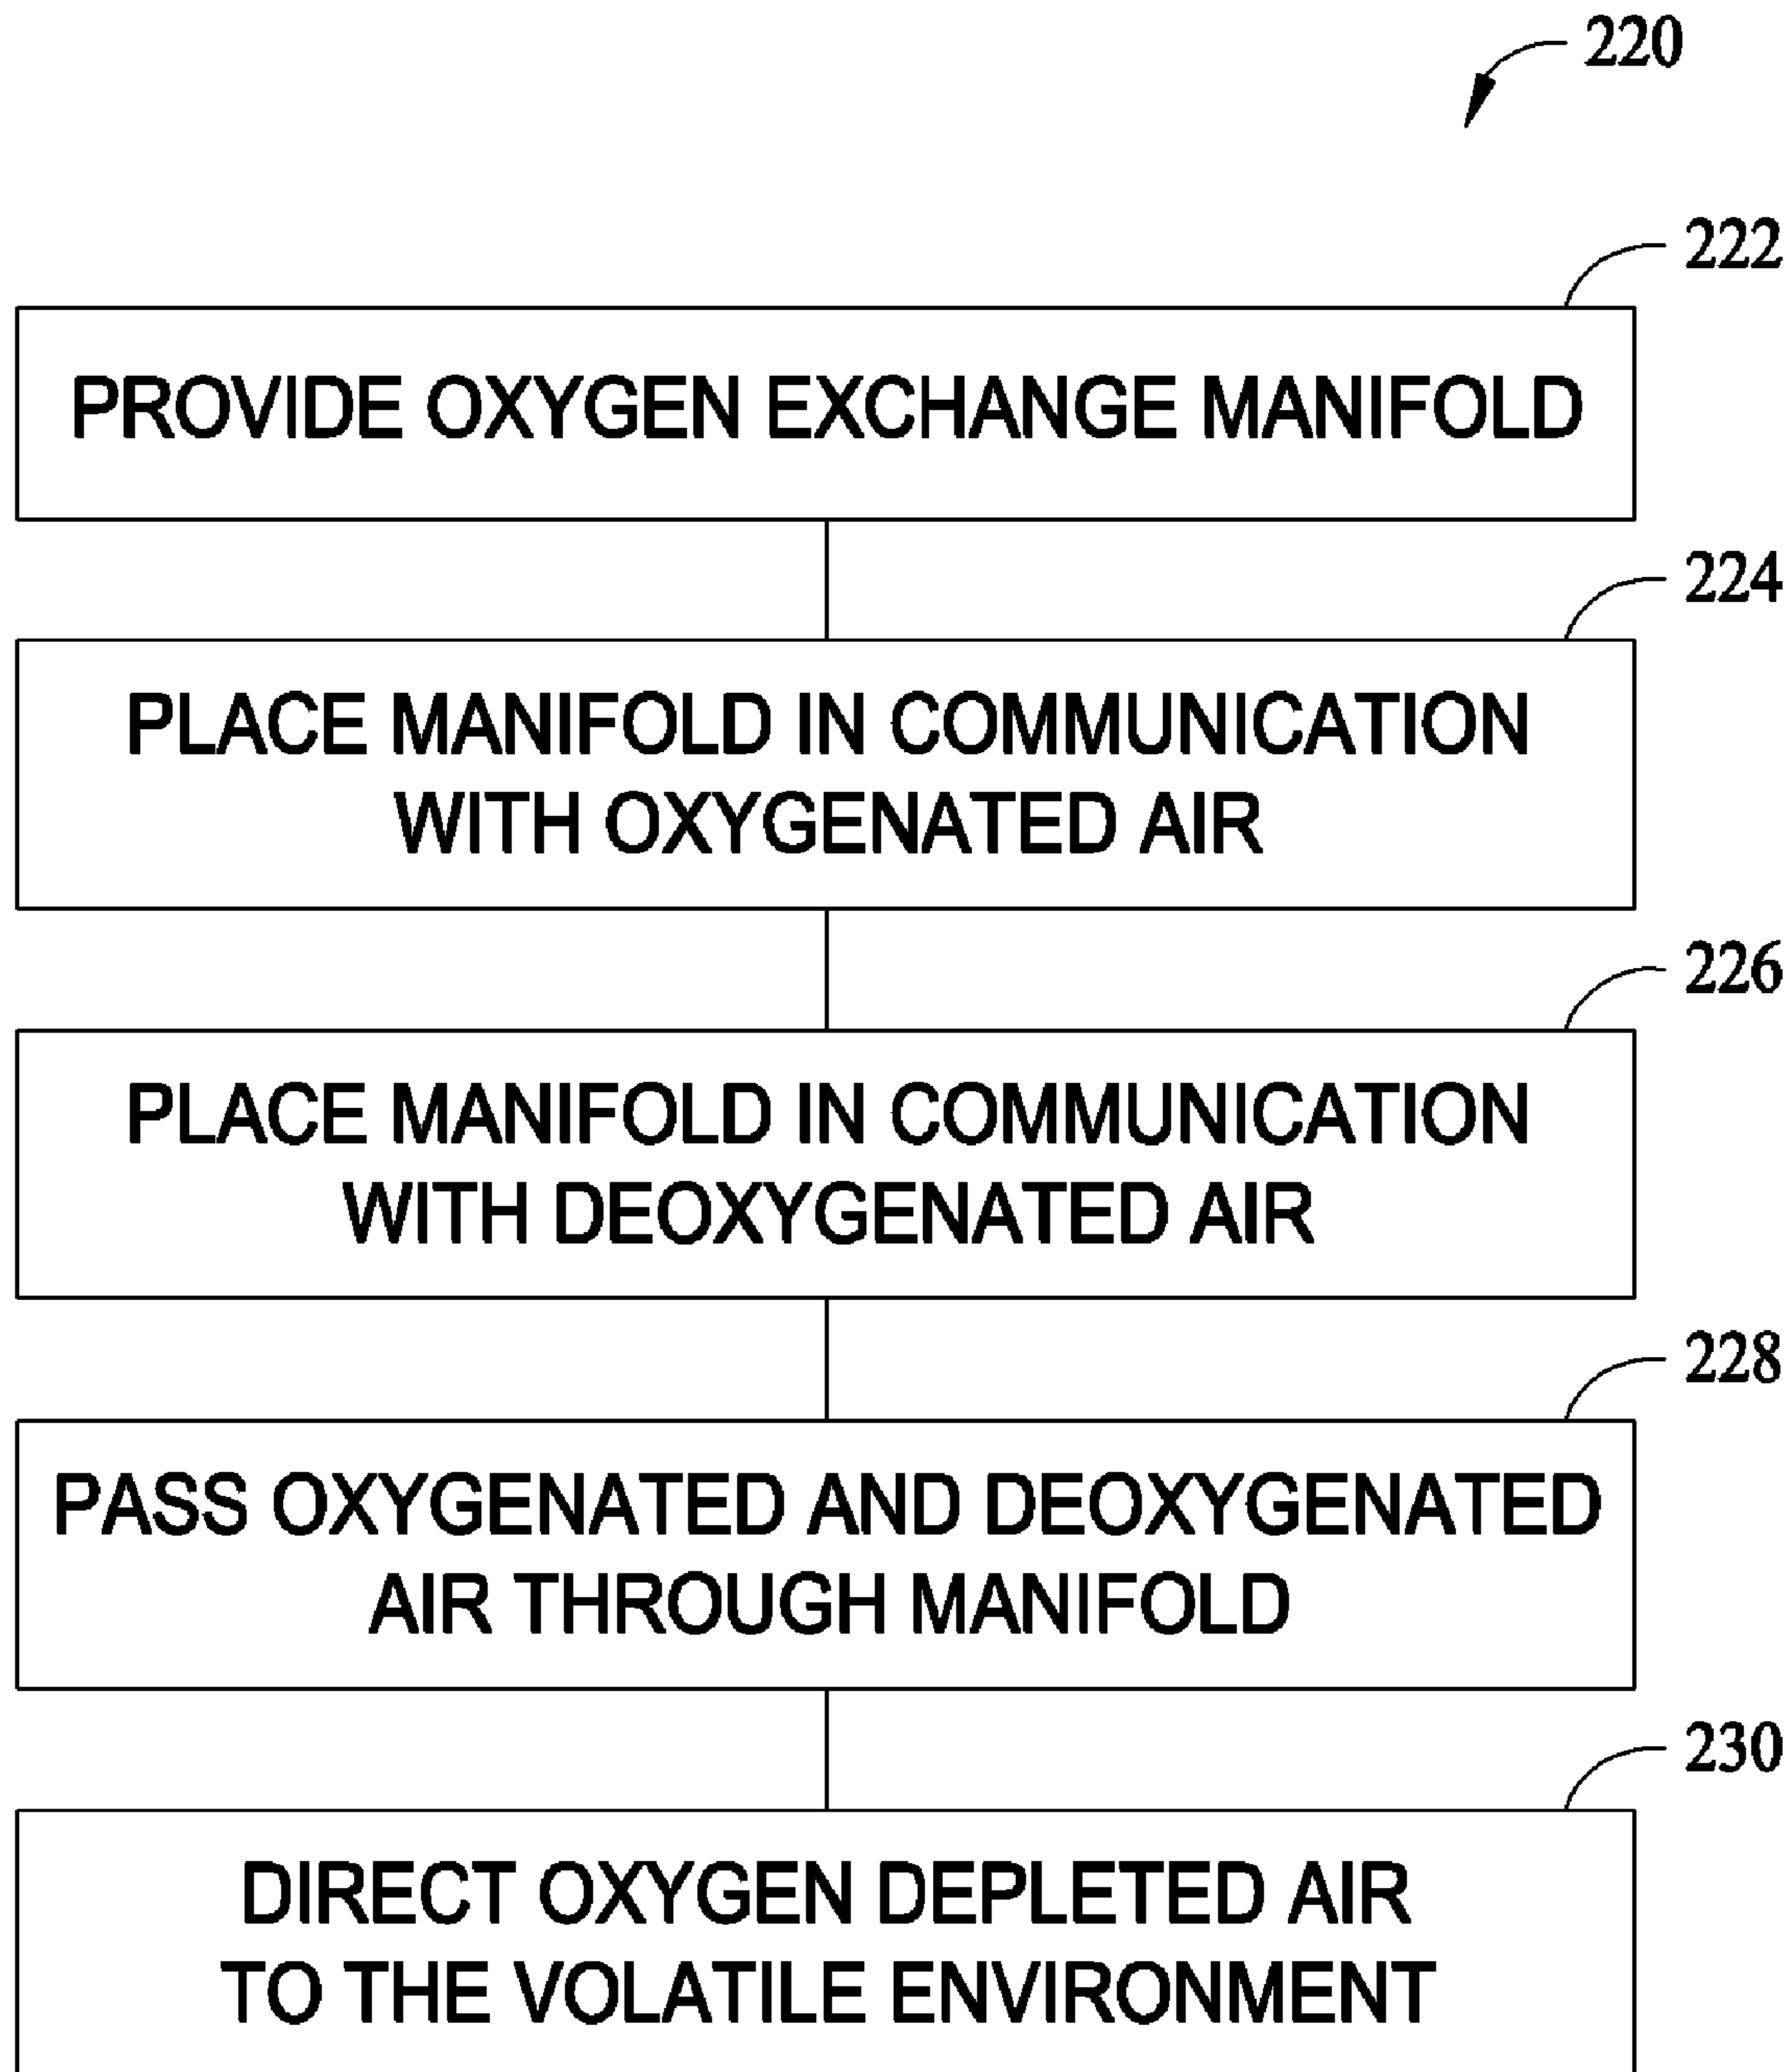 220
222
PROVIDE OXYGEN EXCHANGE MANIFOLD
224
PLACE MANIFOLD IN COMMUNICATION
WITH OXYGENATED AIR
226
PLACE MANIFOLD IN COMMUNICATION
WITH DEOXYGENATED AIR
228
PASS OXYGENATED AND DEOXYGENATED
AIR THROUGH MANIFOLD
230
DIRECT OXYGEN DEPLETED AIR
TO THE VOLATILE ENVIRONMENT